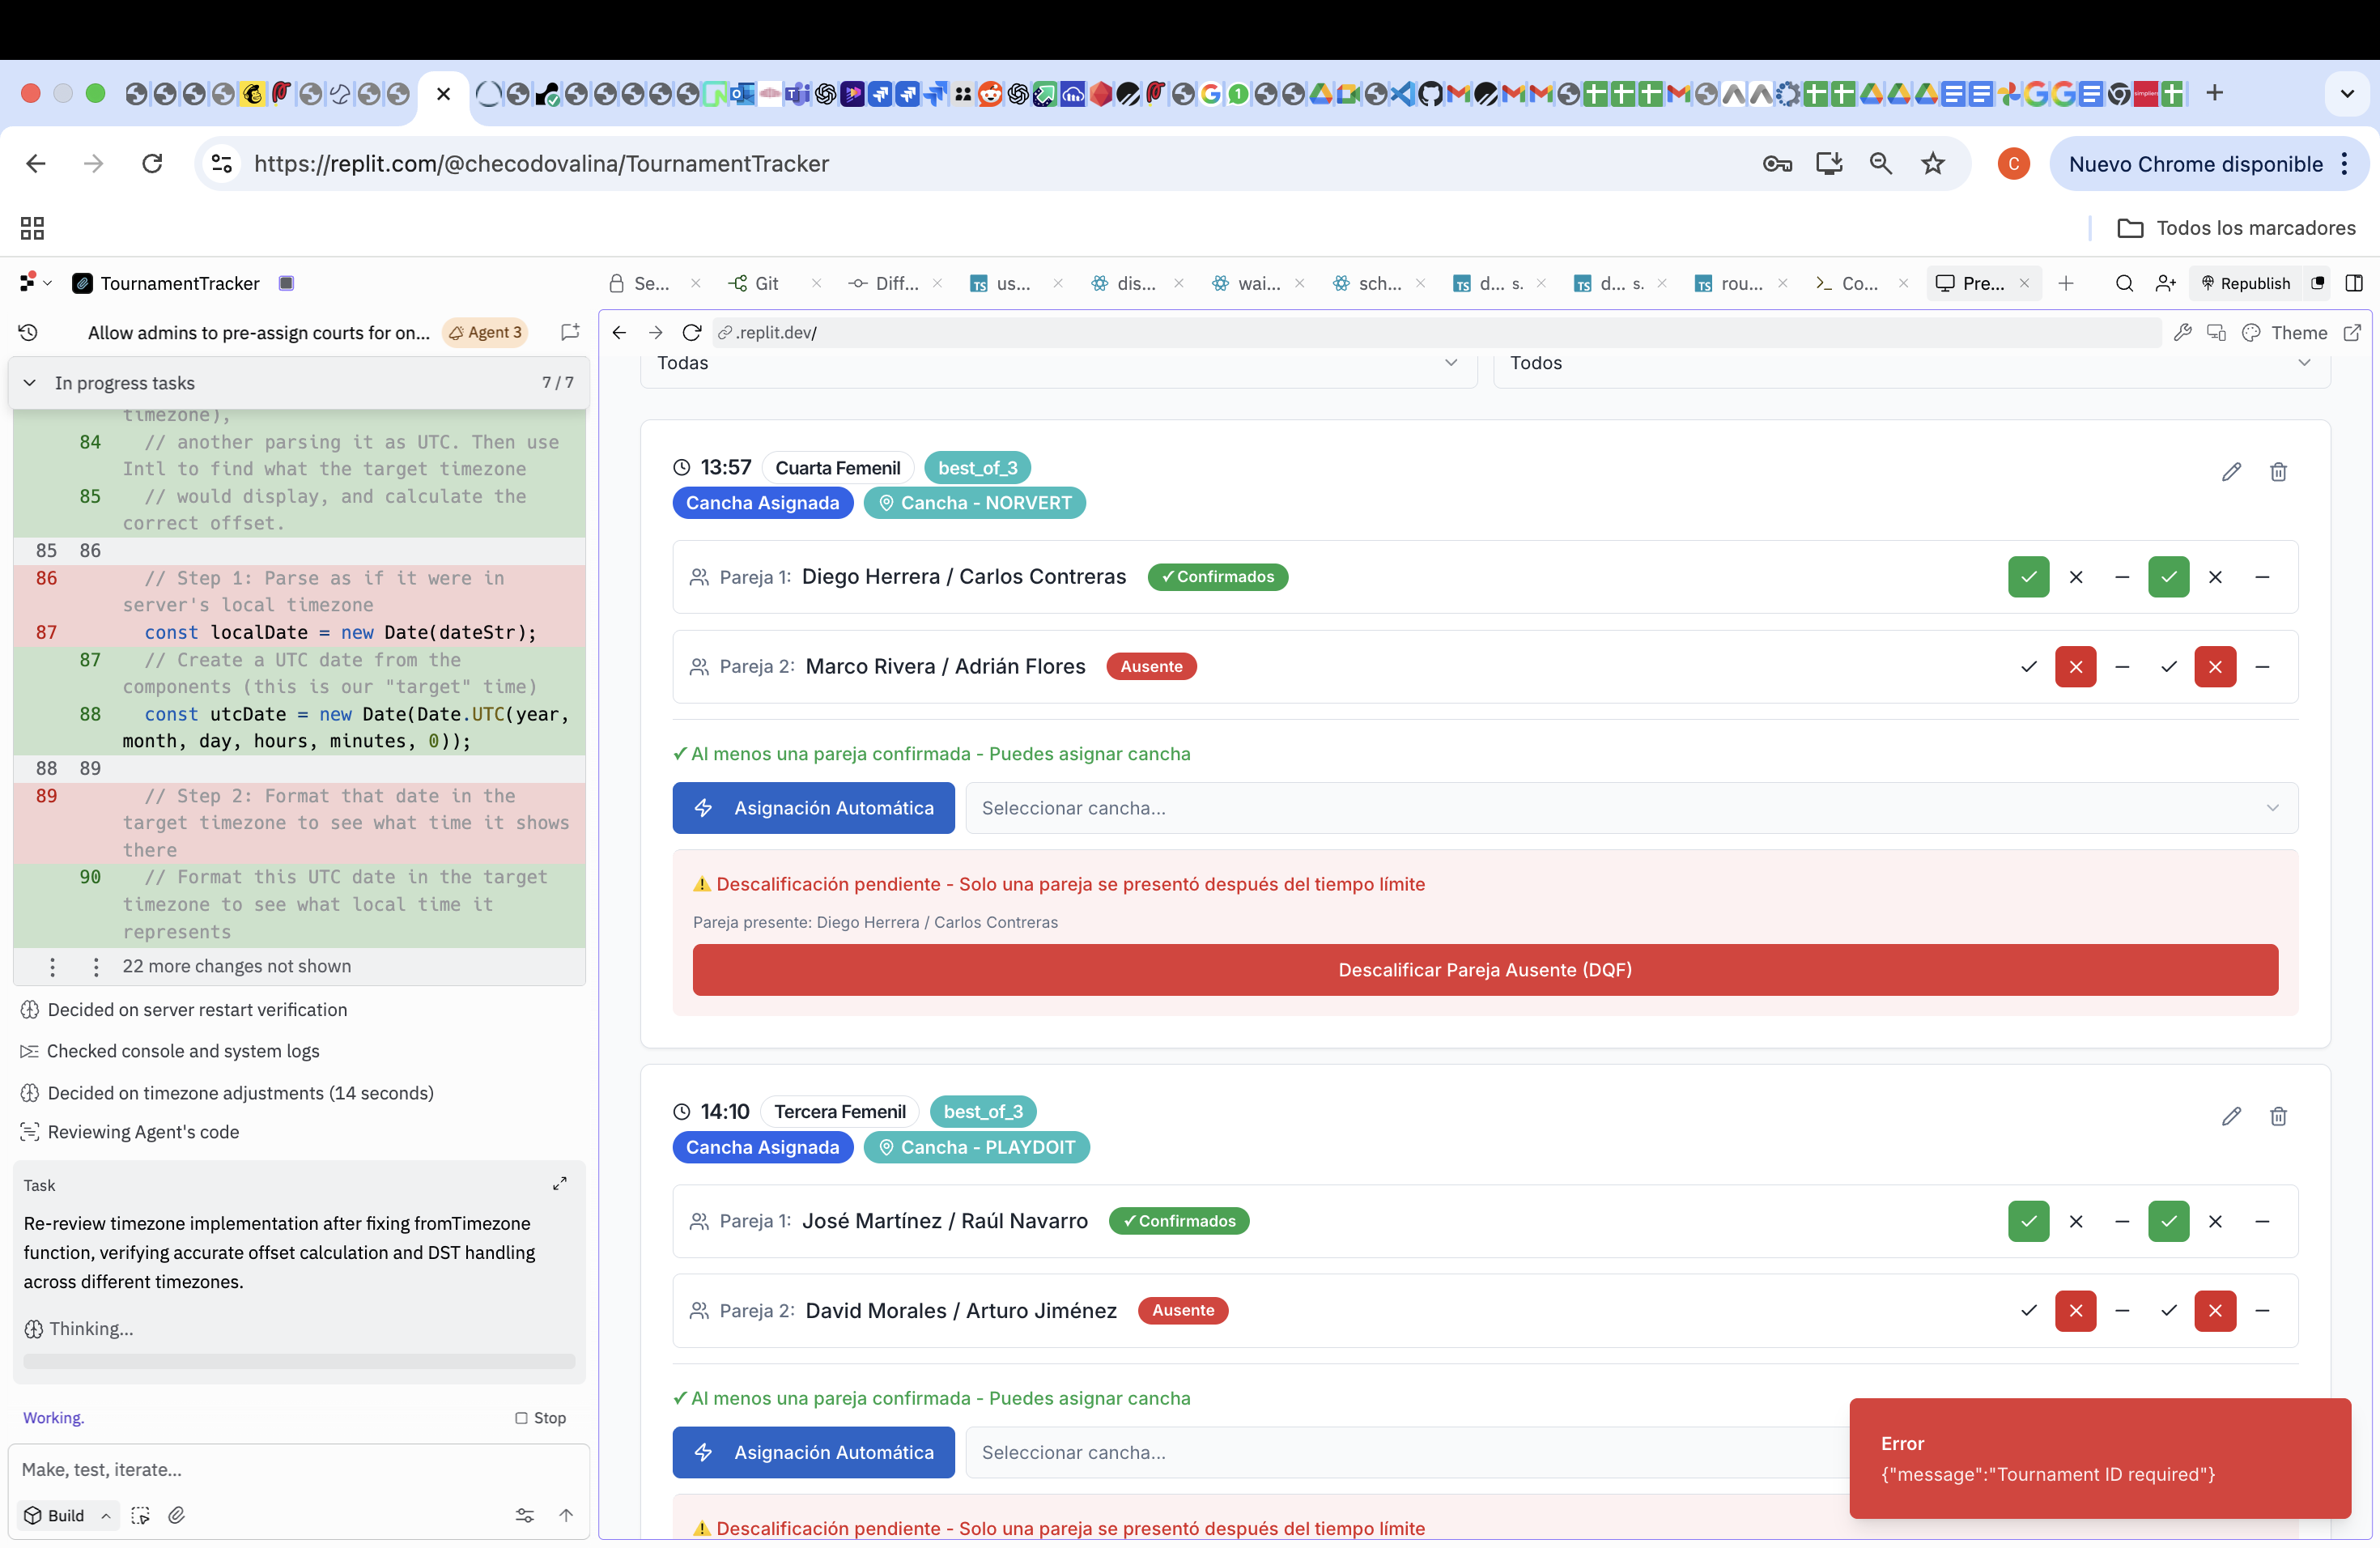 https://replit.com/@checodovalina/TournamentTracker
C
Nuevo Chrome disponible
Todos los marcadores
TournamentTracker
Se...
Git
Diff...
TS us...
dis...
wai...
sch...
TS d... s.
TS d... s.
TS rou...
Co...
Pre...
Republish
Allow admins to pre-assign courts for on...
Agent 3
.replit.dev/
Theme
In progress tasks
7 / 7
timezone),
84 // another parsing it as UTC. Then use
Intl to find what the target timezone
85 // would display, and calculate the
correct offset.
85 86
86 // Step 1: Parse as if it were in
server's local timezone
87 const localDate = new Date(dateStr);
87 // Create a UTC date from the
components (this is our "target" time)
88 const utcDate = new Date(Date.UTC(year,
month, day, hours, minutes, 0));
88 89
89 // Step 2: Format that date in the
target timezone to see what time it shows
there
90 // Format this UTC date in the target
timezone to see what local time it
represents
22 more changes not shown
Decided on server restart verification
Checked console and system logs
Decided on timezone adjustments (14 seconds)
Reviewing Agent's code
Task
Re-review timezone implementation after fixing fromTimezone
function, verifying accurate offset calculation and DST handling
across different timezones.
Thinking...
Working.
Stop
Make, test, iterate...
Build
Todas
Todos
13:57 Cuarta Femenil best_of_3
Cancha Asignada Cancha - NORVERT
Pareja 1: Diego Herrera / Carlos Contreras ✓ Confirmados
Pareja 2: Marco Rivera / Adrián Flores Ausente
✓ Al menos una pareja confirmada - Puedes asignar cancha
Asignación Automática
Seleccionar cancha...
⚠ Descalificación pendiente - Solo una pareja se presentó después del tiempo límite
Pareja presente: Diego Herrera / Carlos Contreras
Descalificar Pareja Ausente (DQF)
14:10 Tercera Femenil best_of_3
Cancha Asignada Cancha - PLAYDOIT
Pareja 1: José Martínez / Raúl Navarro ✓ Confirmados
Pareja 2: David Morales / Arturo Jiménez Ausente
✓ Al menos una pareja confirmada - Puedes asignar cancha
Asignación Automática
Seleccionar cancha...
⚠ Descalificación pendiente - Solo una pareja se presentó después del tiempo límite
Error
{"message":"Tournament ID required"}